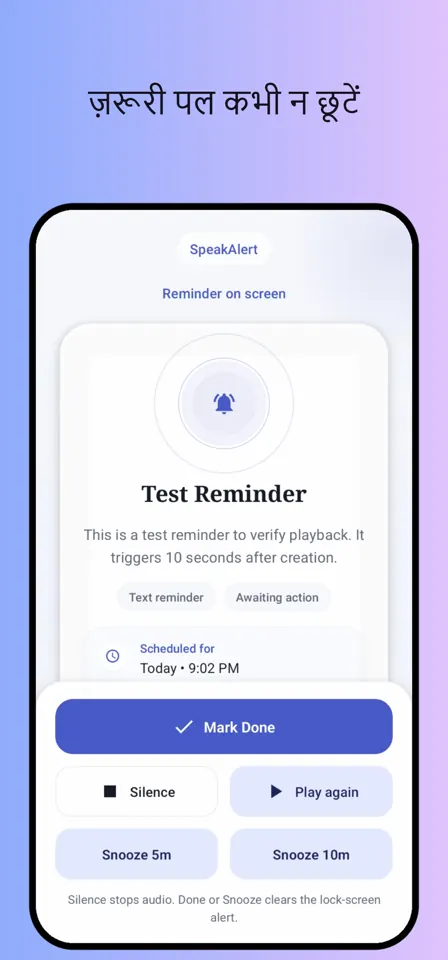 ज़रूरी पल कभी न छूटें
SpeakAlert
Reminder on screen
Test Reminder
This is a test reminder to verify playback. It
triggers 10 seconds after creation.
Text reminder
Awaiting action
Scheduled for
Today • 9:02 PM
Mark Done
Silence
Play again
Snooze 5m
Snooze 10m
Silence stops audio. Done or Snooze clears the lock-screen
alert.